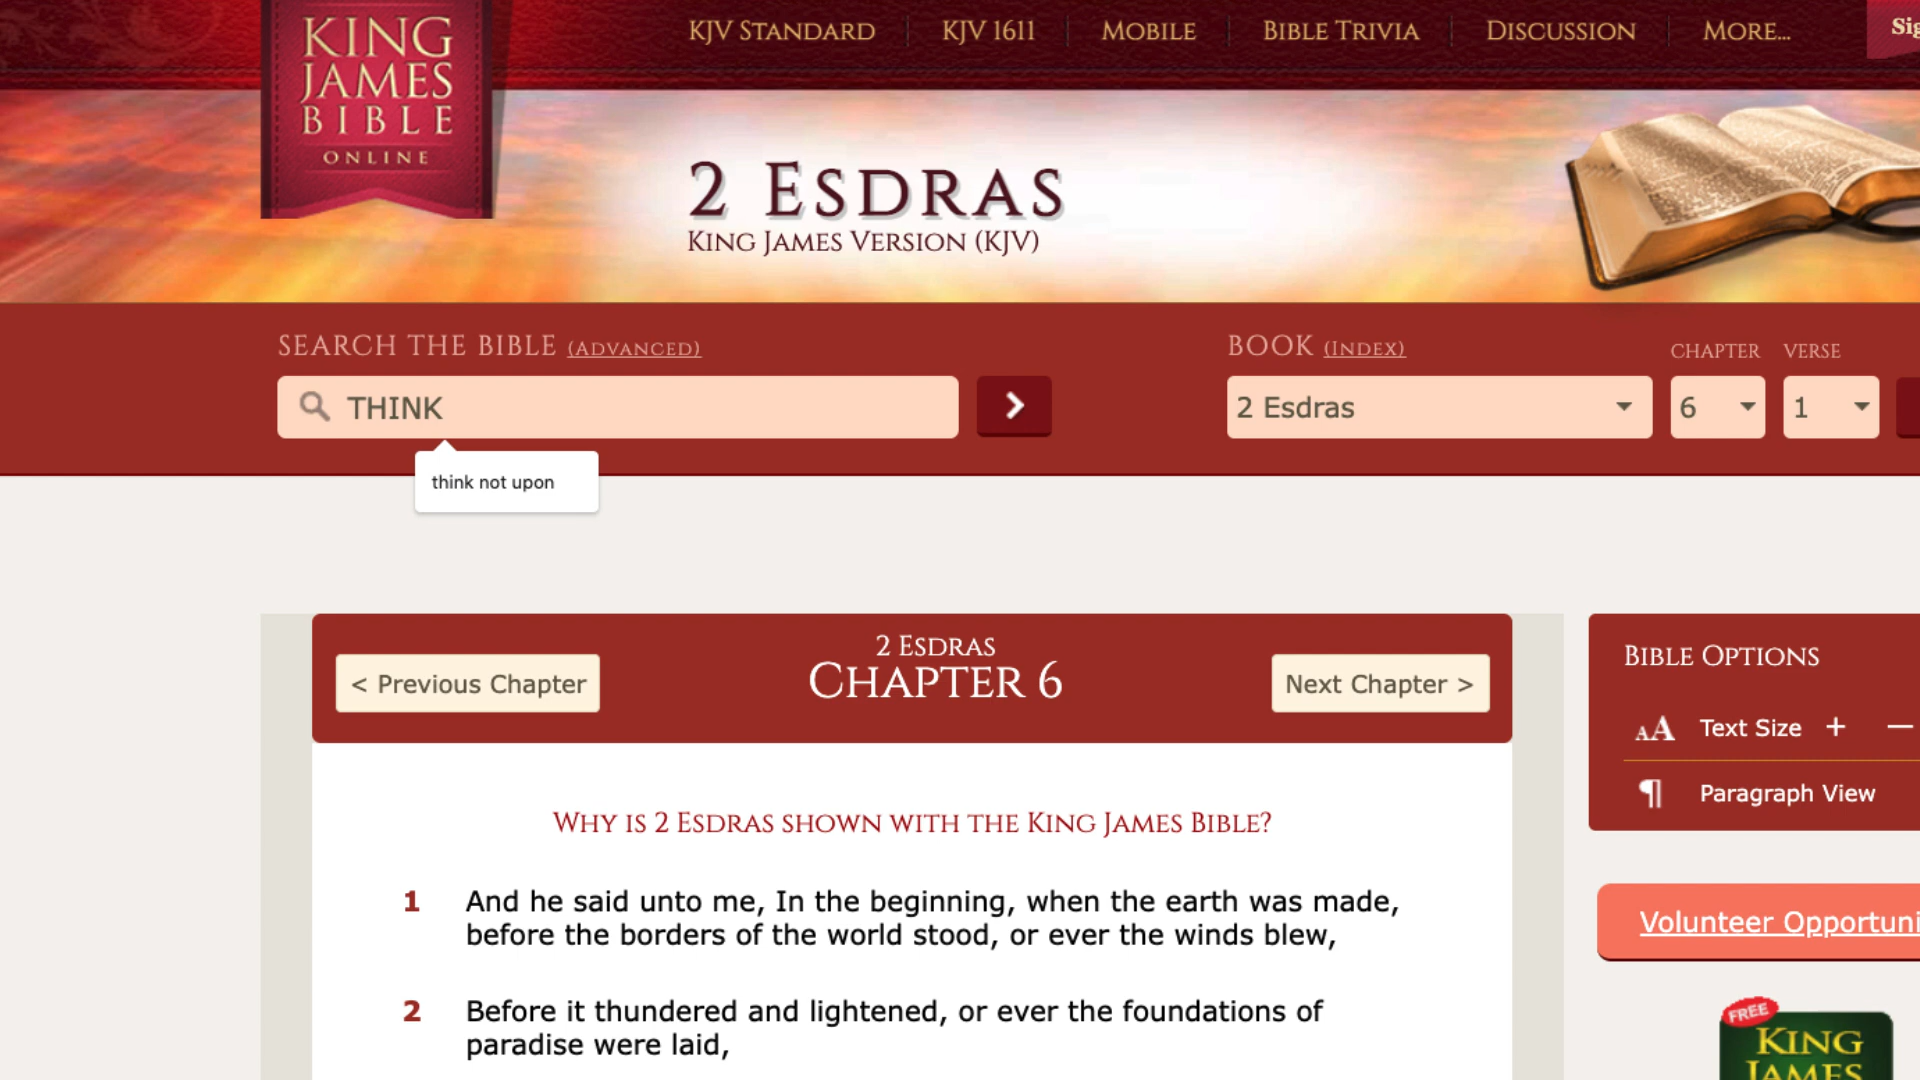 KING
JAMES
BIBLE
ONLINE
KJV STANDARD
KJV 1611
MOBILE
BIBLE TRIVIA
DISCUSSION
MORE...
Sig
2 ESDRAS
KING JAMES VERSION (KJV)
SEARCH THE BIBLE (ADVANCED)
THINK
think not upon
BOOK (INDEX)
CHAPTER
VERSE
2 Esdras
6
1
< Previous Chapter
2 ESDRAS
CHAPTER 6
Next Chapter >
WHY IS 2 ESDRAS SHOWN WITH THE KING JAMES BIBLE?
1 And he said unto me, In the beginning, when the earth was made,
before the borders of the world stood, or ever the winds blew,
2 Before it thundered and lightened, or ever the foundations of
paradise were laid,
BIBLE OPTIONS
AA Text Size + —
¶ Paragraph View
Volunteer Opportuni
FREE
KING
JAMES